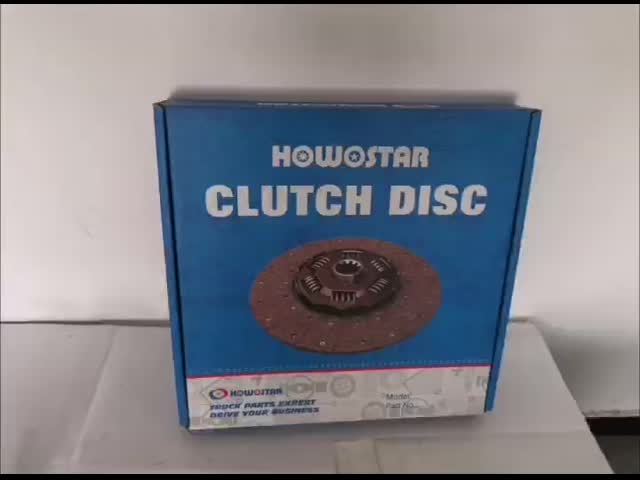 HOWOSTAR
CLUTCH DISC
HOWOSTAR
TRUCK PARTS EXPERT
DRIVE YOUR BUSINESS
Model:
Part No.: